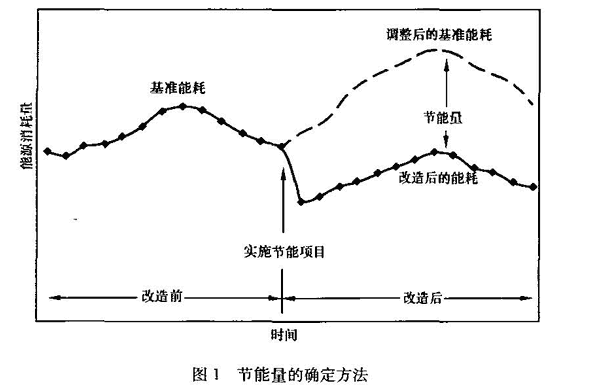 调整后的基准能耗
基准能耗
能源消耗量
节能量
改造后的能耗
实施节能项目
改造前
改造后
时间
图1 节能量的确定方法